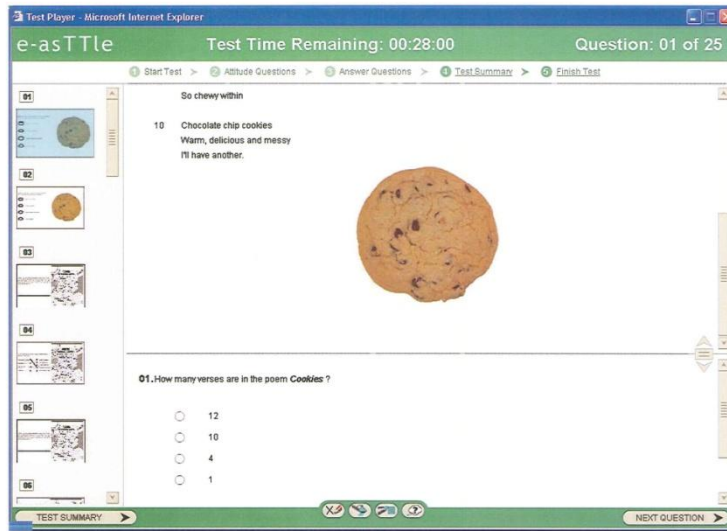 Test Player - Microsoft Internet Explorer
e-asTTle
Test Time Remaining: 00:28:00
Question: 01 of 25
1 Start Test > 2 Attitude Questions > 3 Answer Questions > 4 Test Summary > 5 Finish Test
01
02
03
04
05
06
So chewy within
10 Chocolate chip cookies
Warm, delicious and messy
I'll have another.
01. How many verses are in the poem Cookies ?
12
10
4
1
TEST SUMMARY
NEXT QUESTION